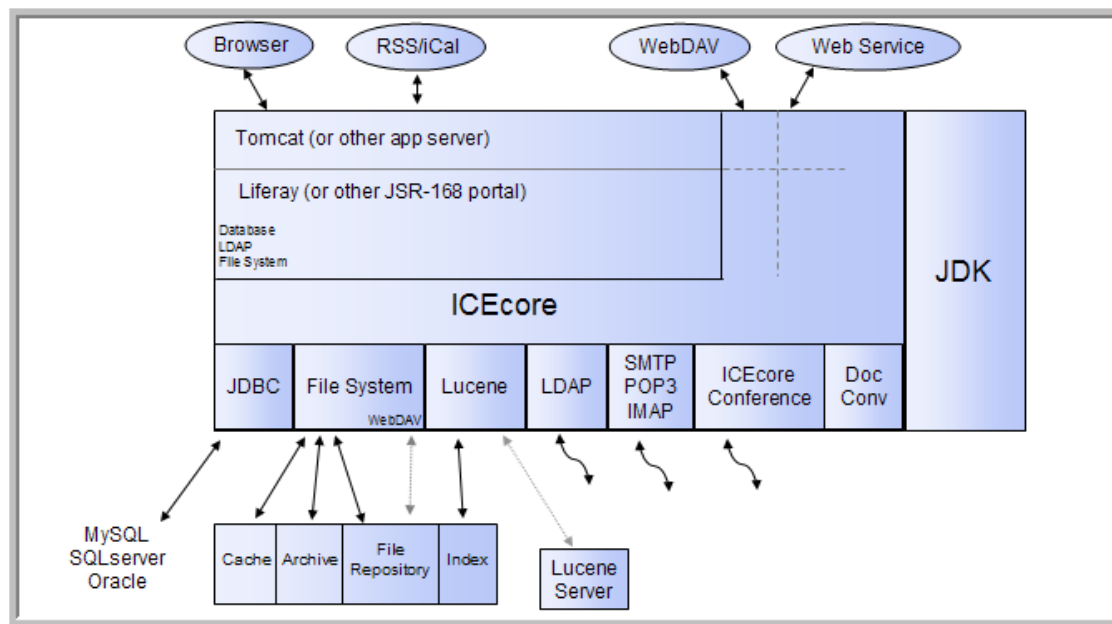 Browser
RSS/iCal
WebDAV
Web Service
Tomcat (or other app server)
Liferay (or other JSR-168 portal)
Database
LDAP
File System
JDK
ICEcore
JDBC
File System
WebDAV
Lucene
LDAP
SMTP
POP3
IMAP
ICEcore
Conference
Doc
Conv
MySQL
SQLserver
Oracle
Cache
Archive
File
Repository
Index
Lucene
Server